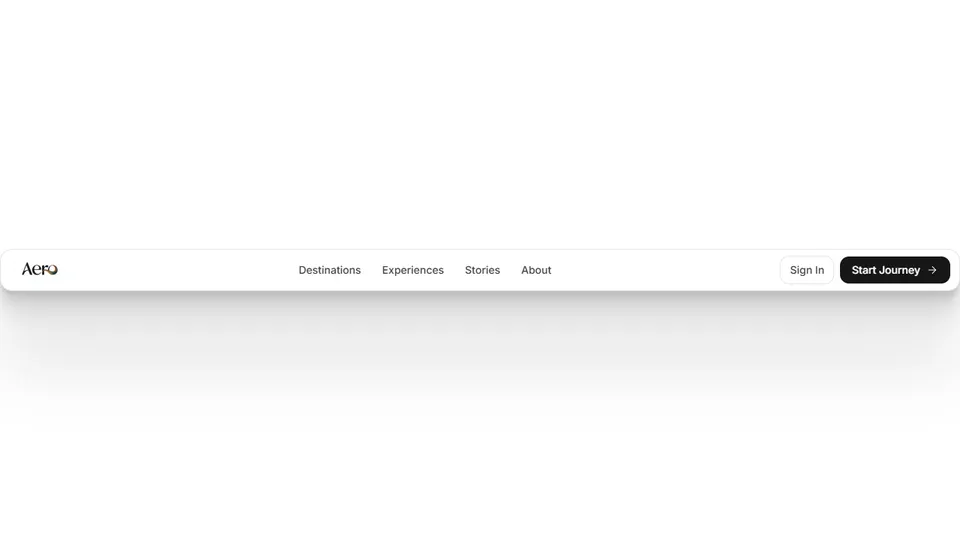 Aero
Destinations Experiences Stories About
Sign In
Start Journey →